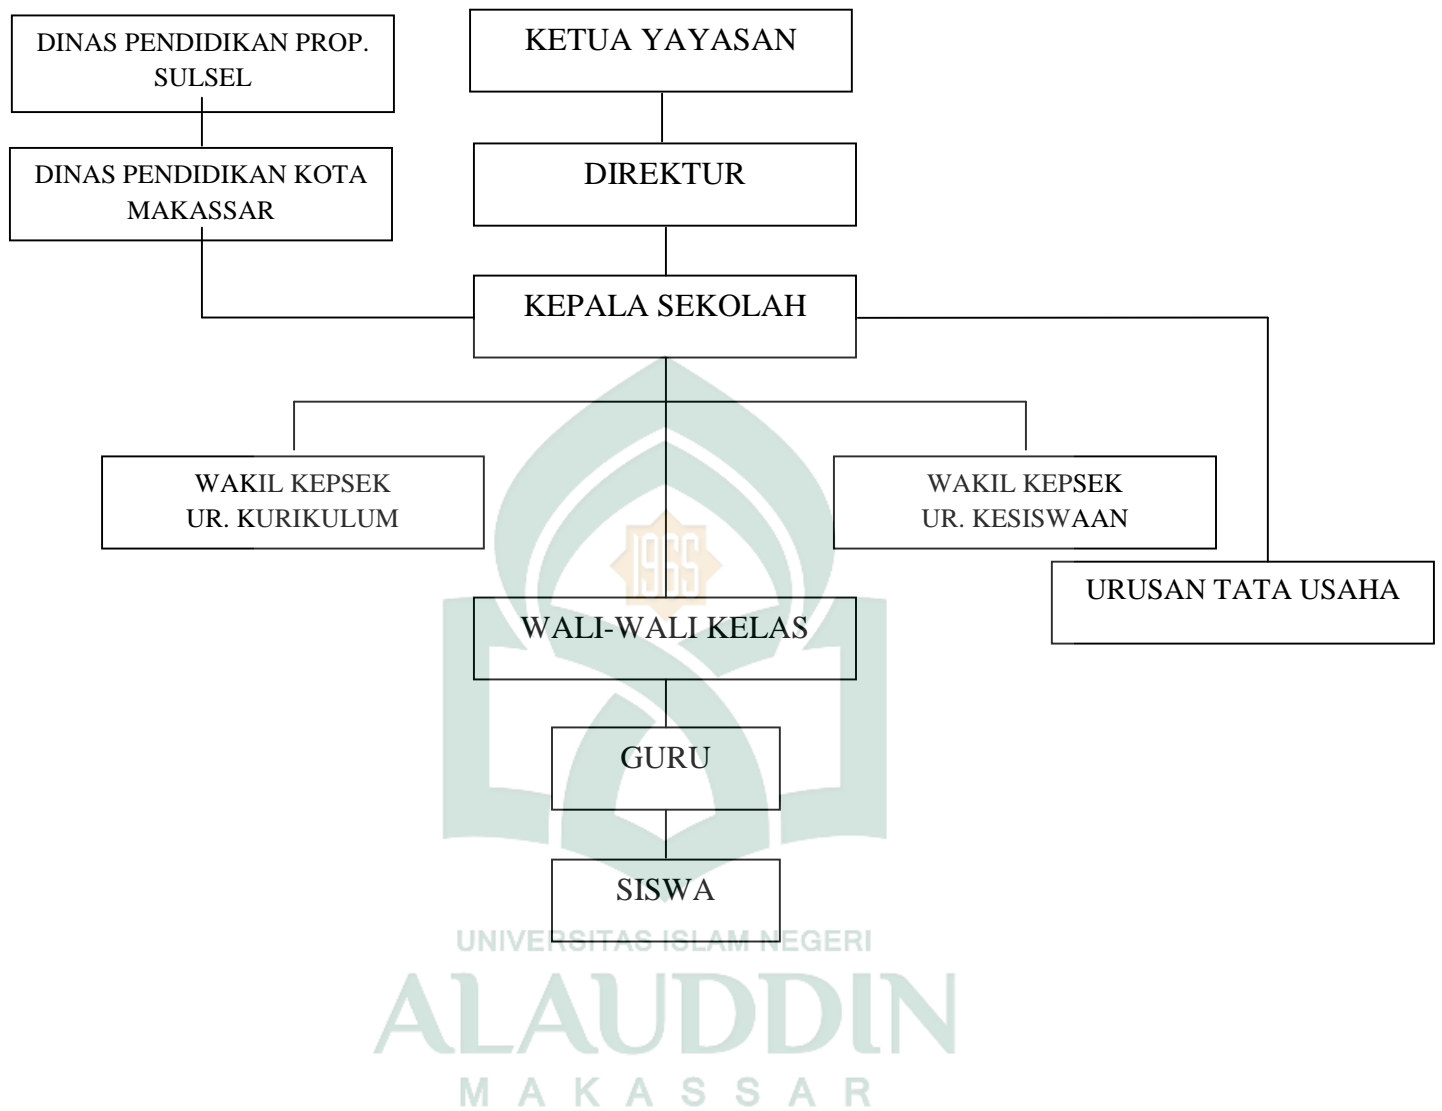 DINAS PENDIDIKAN PROP.
SULSEL
KETUA YAYASAN
DINAS PENDIDIKAN KOTA
MAKASSAR
DIREKTUR
KEPALA SEKOLAH
WAKIL KEPSEK
UR. KURIKULUM
WAKIL KEPSEK
UR. KESISWAAN
1965
URUSAN TATA USAHA
WALI-WALI KELAS
GURU
SISWA
UNIVERSITAS ISLAM NEGERI
ALAUDDIN
MAKASSAR